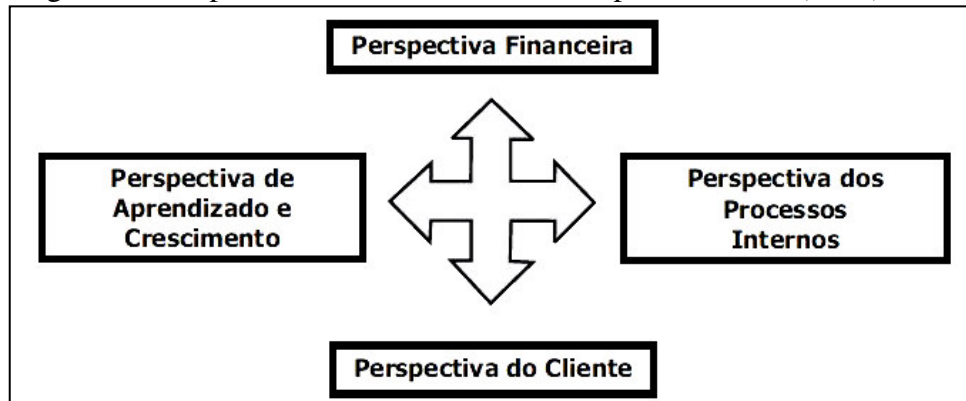 Perspectiva Financeira
Perspectiva de
Aprendizado e
Crescimento
Perspectiva dos
Processos
Internos
Perspectiva do Cliente